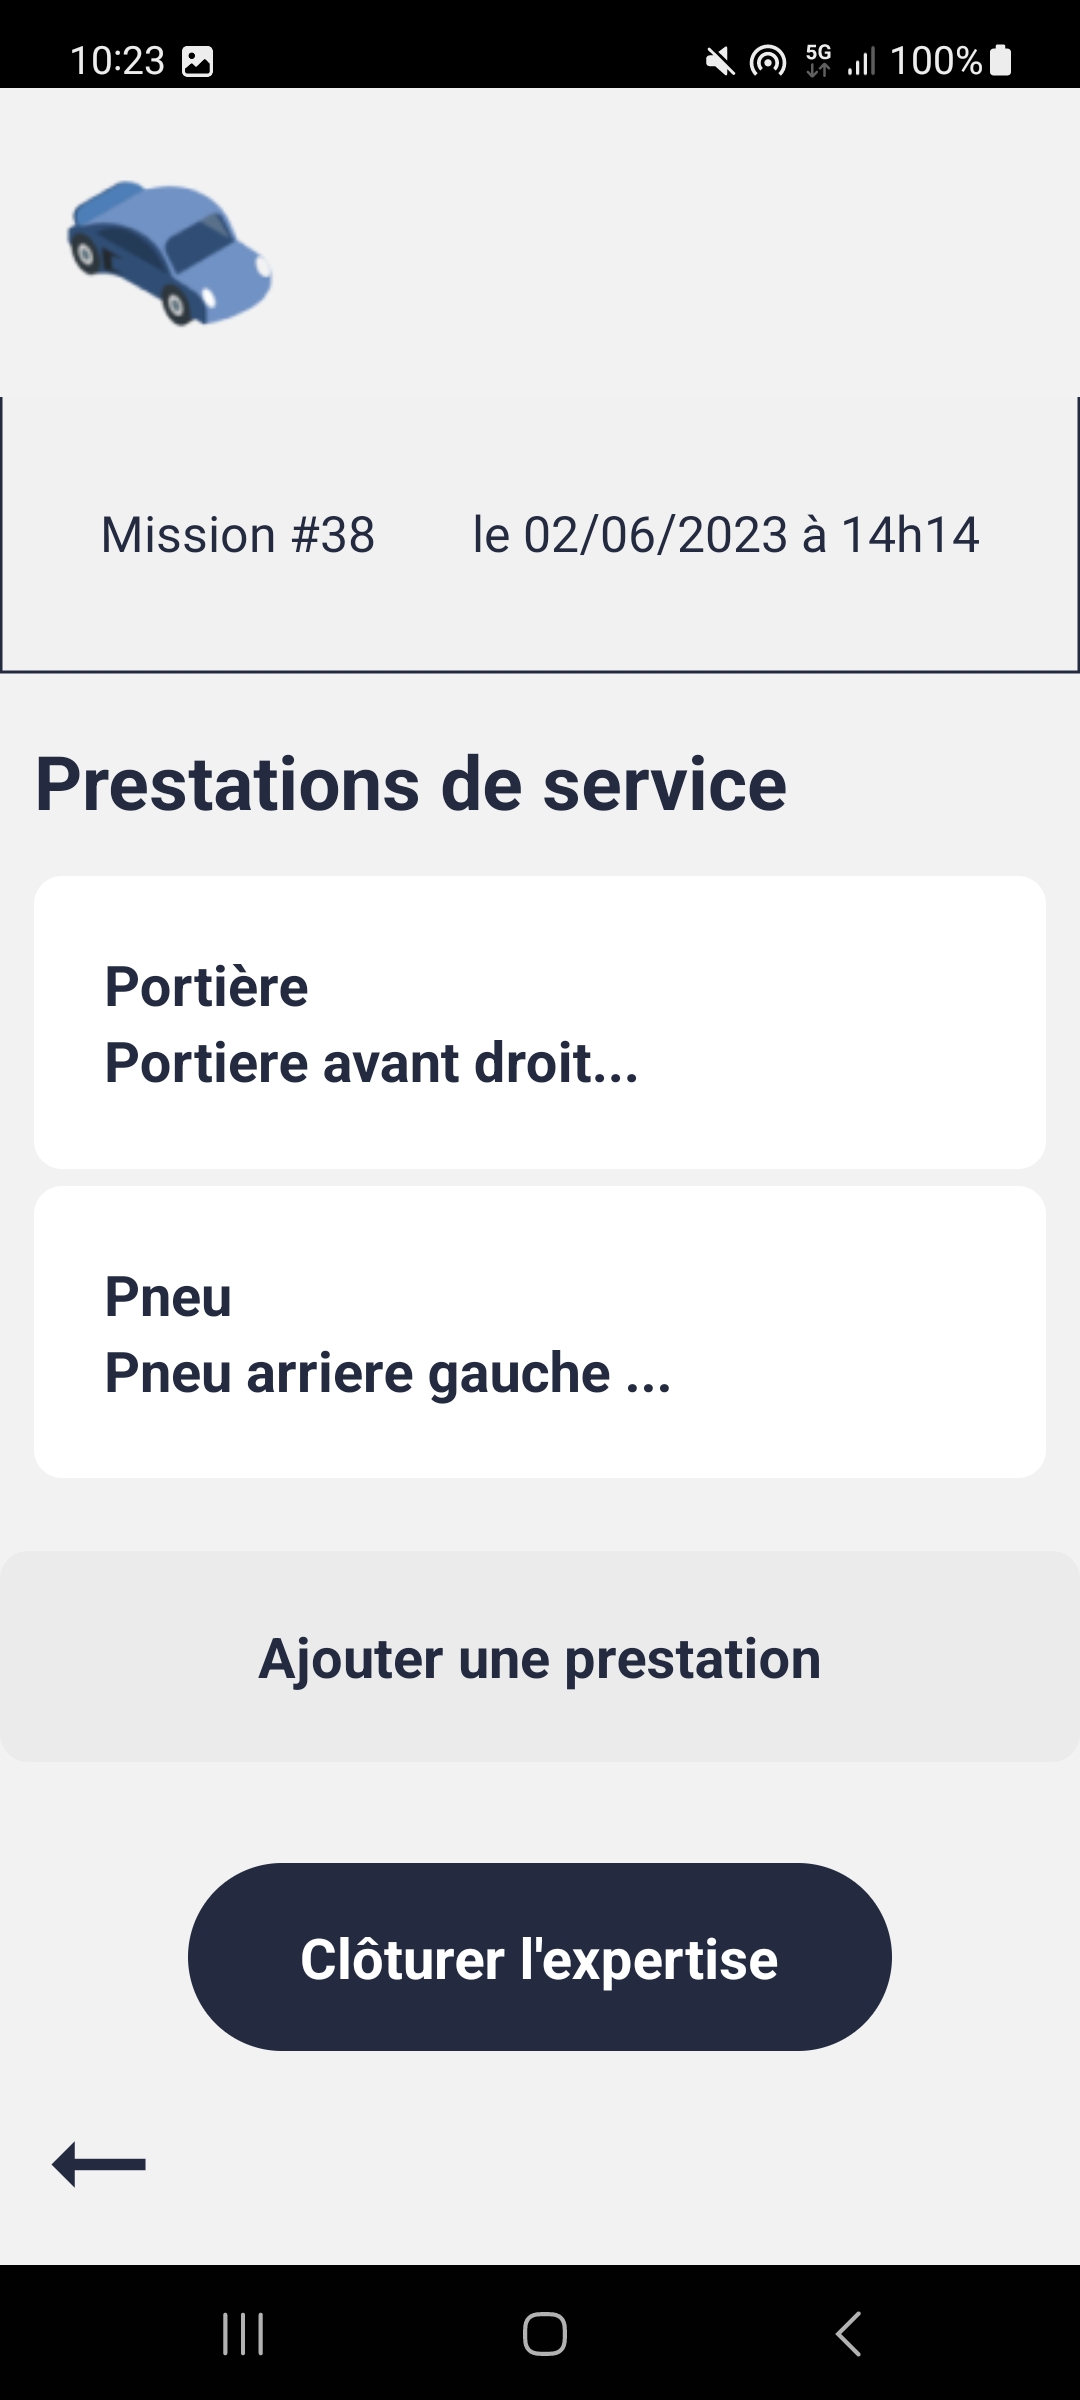 10:23 5G 100%
Mission #38 le 02/06/2023 à 14h14
Prestations de service
Portière
Portiere avant droit...
Pneu
Pneu arriere gauche ...
Ajouter une prestation
Clôturer l'expertise